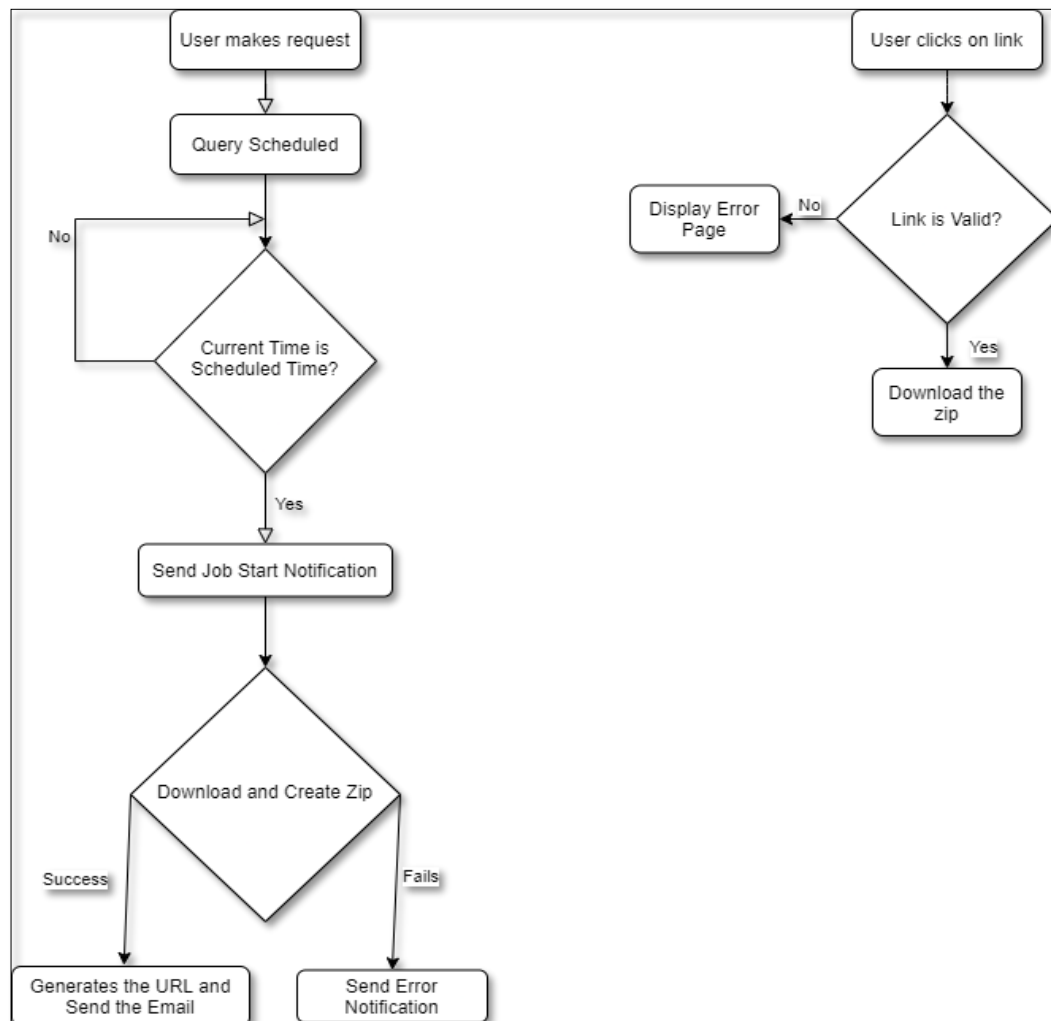 User makes request
Query Scheduled
No
Current Time is
Scheduled Time?
Yes
Send Job Start Notification
Download and Create Zip
Success
Fails
Generates the URL and
Send the Email
Send Error
Notification
User clicks on link
Link is Valid?
No
Display Error
Page
Yes
Download the
zip